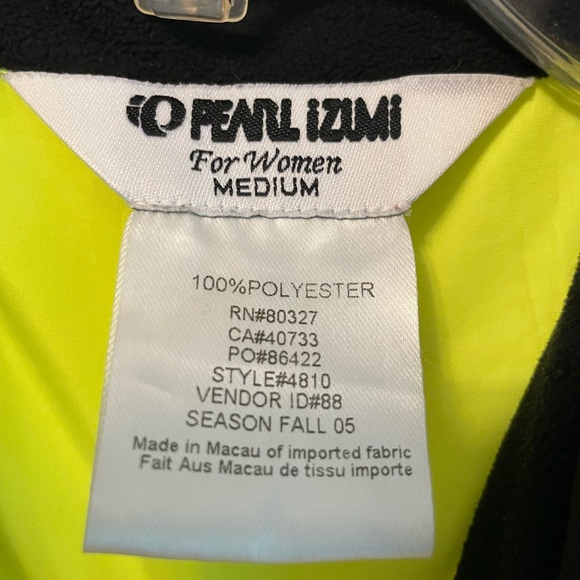 PEARL iZUMi
For Women
MEDIUM
100%POLYESTER
RN#80327
CA#40733
PO#86422
STYLE#4810
VENDOR ID#88
SEASON FALL 05
Made in Macau of imported fabric
Fait Aus Macau de tissu importe